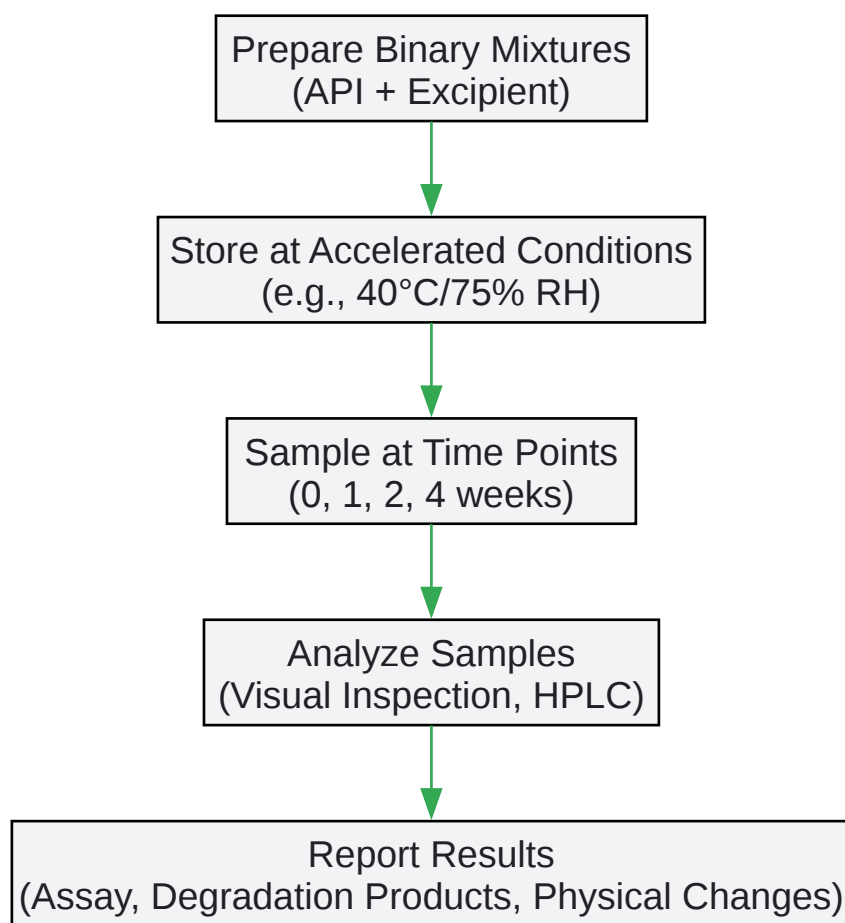 Prepare Binary Mixtures
(API + Excipient)
Store at Accelerated Conditions
(e.g., 40°C/75% RH)
Sample at Time Points
(0, 1, 2, 4 weeks)
Analyze Samples
(Visual Inspection, HPLC)
Report Results
(Assay, Degradation Products, Physical Changes)